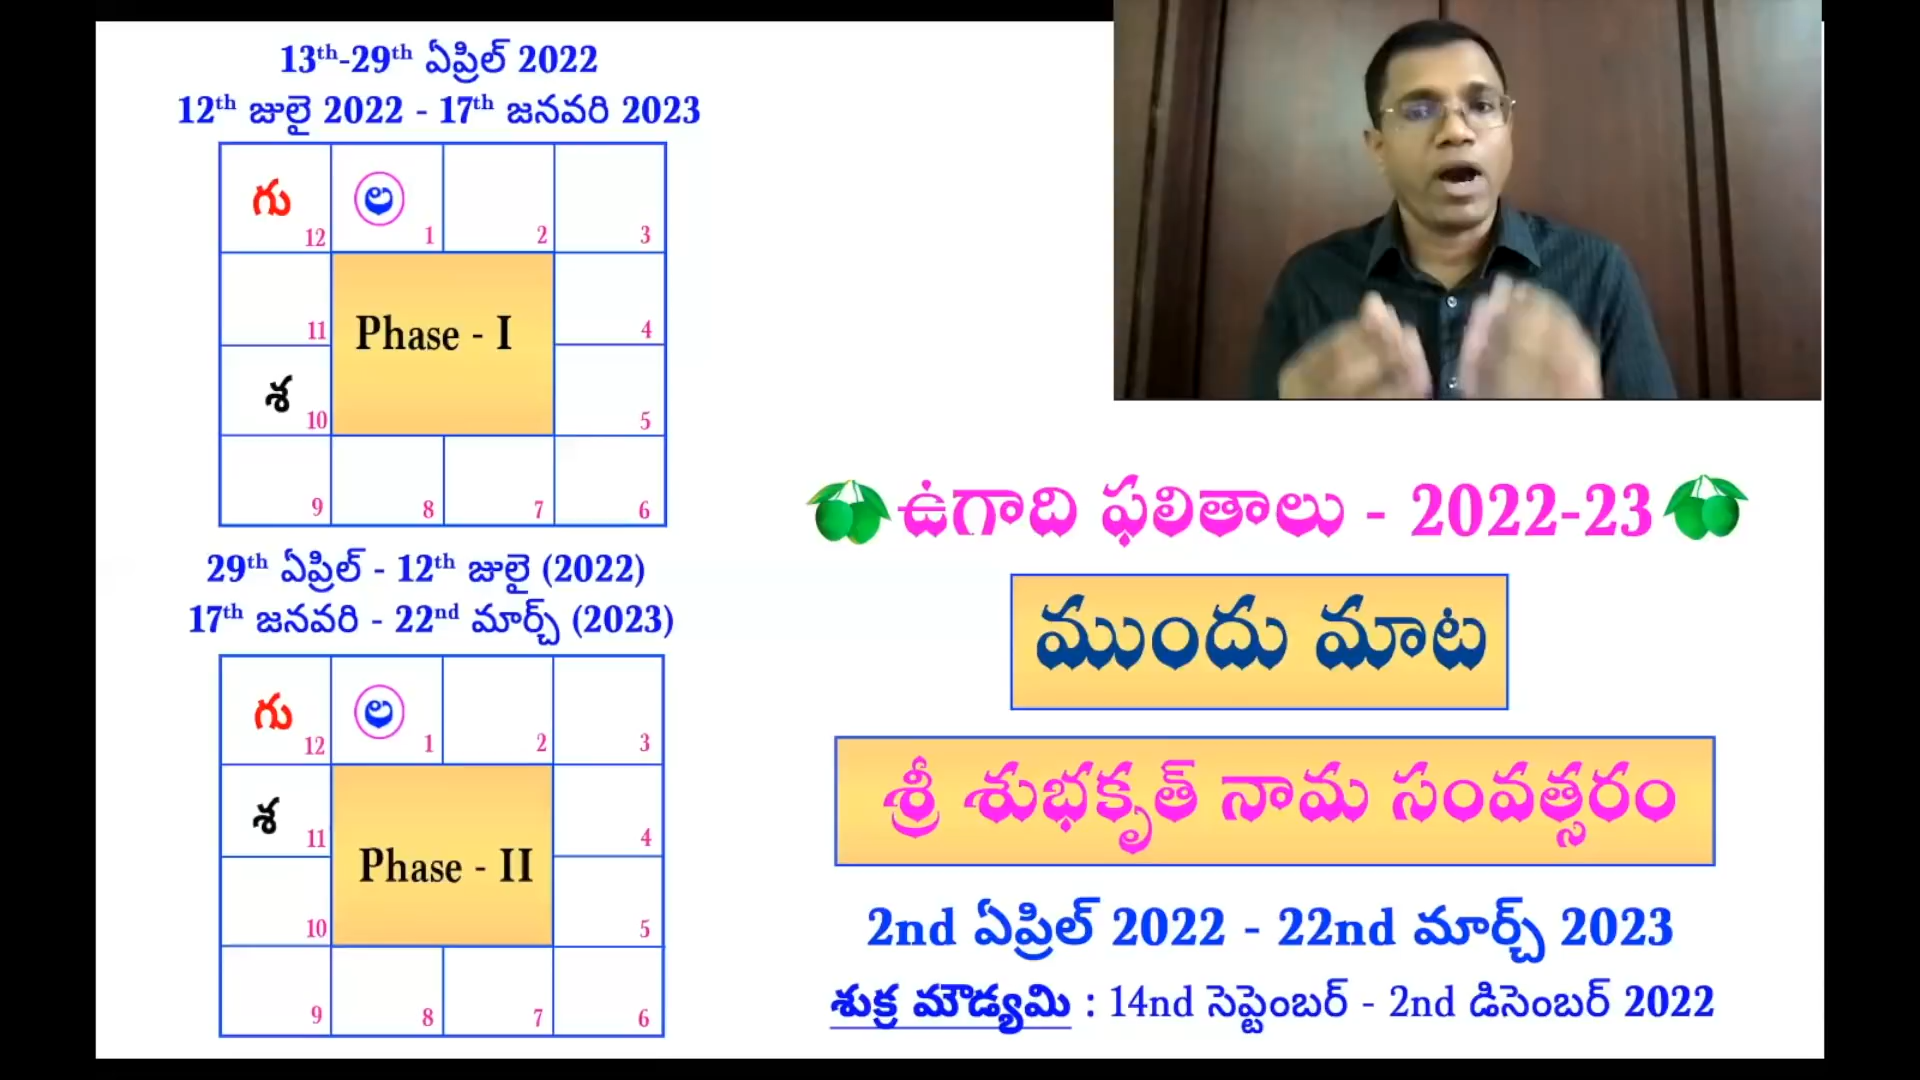 13th-29th ఏప్రిల్ 2022
12th జులై 2022 - 17th జనవరి 2023
గు 12
ల 1
2
3
11
Phase - I
4
శ 10
5
9
8
7
6
29th ఏప్రిల్ - 12th జులై (2022)
17th జనవరి - 22nd మార్చ్ (2023)
గు 12
ల 1
2
3
శ 11
Phase - II
4
10
5
9
8
7
6
ఉగాది ఫలితాలు - 2022-23
ముందు మాట
శ్రీ శుభకృత్ నామ సంవత్సరం
2nd ఏప్రిల్ 2022 - 22nd మార్చ్ 2023
శుక్ర మౌడ్యమి : 14nd సెప్టెంబర్ - 2nd డిసెంబర్ 2022